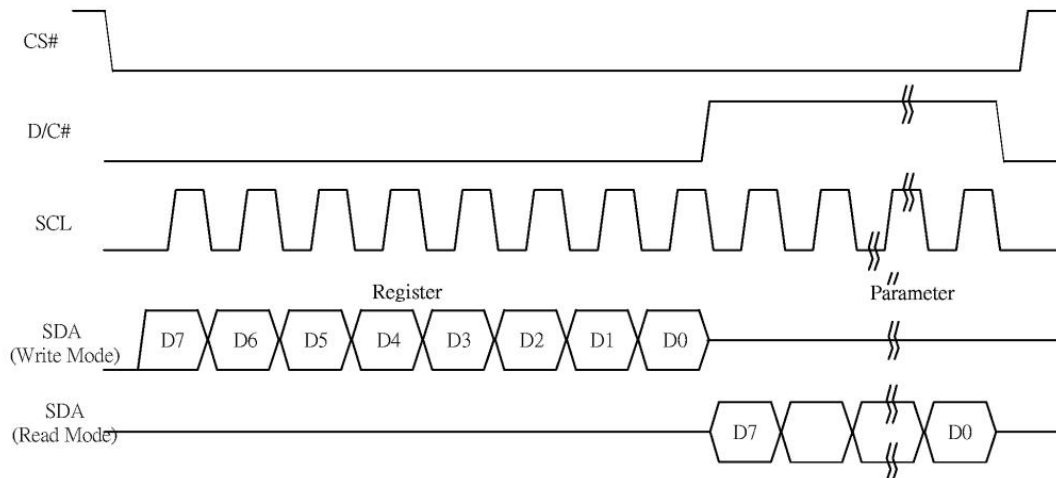 CS#
D/C#
SCL
Register
Parameter
SDA
(Write Mode)
D7 D6 D5 D4 D3 D2 D1 D0
SDA
(Read Mode)
D7 D0